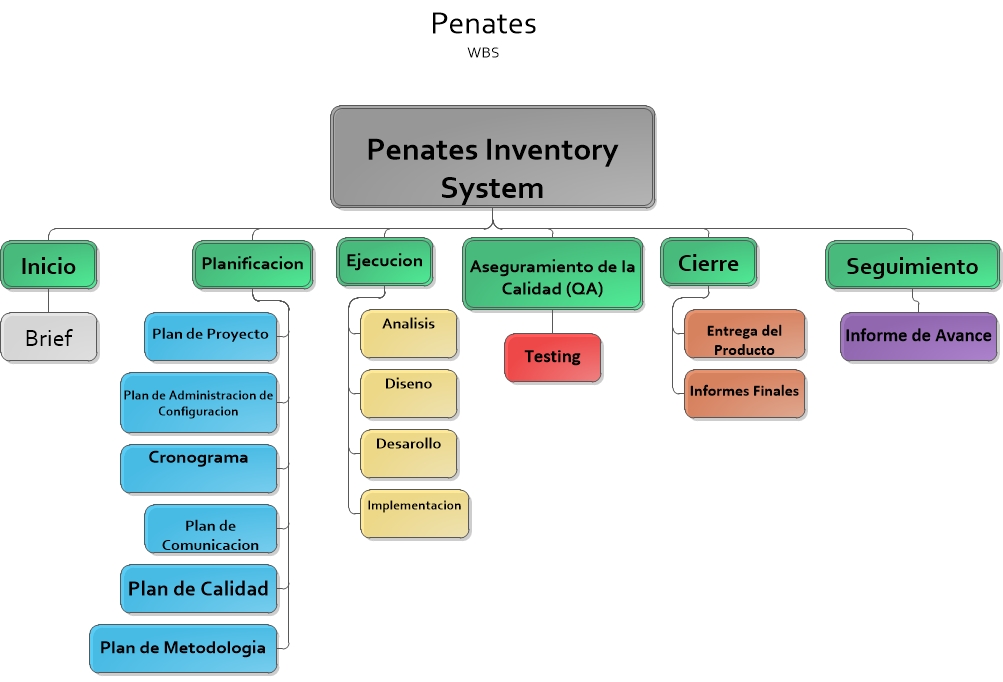 Penates
WBS
Penates Inventory
System
Inicio
Planificacion
Ejecucion
Aseguramiento de la
Calidad (QA)
Cierre
Seguimiento
Brief
Plan de Proyecto
Plan de Administracion de
Configuracion
Cronograma
Plan de
Comunicacion
Plan de Calidad
Plan de Metodologia
Analisis
Diseno
Desarollo
Implementacion
Testing
Entrega del
Producto
Informes Finales
Informe de Avance